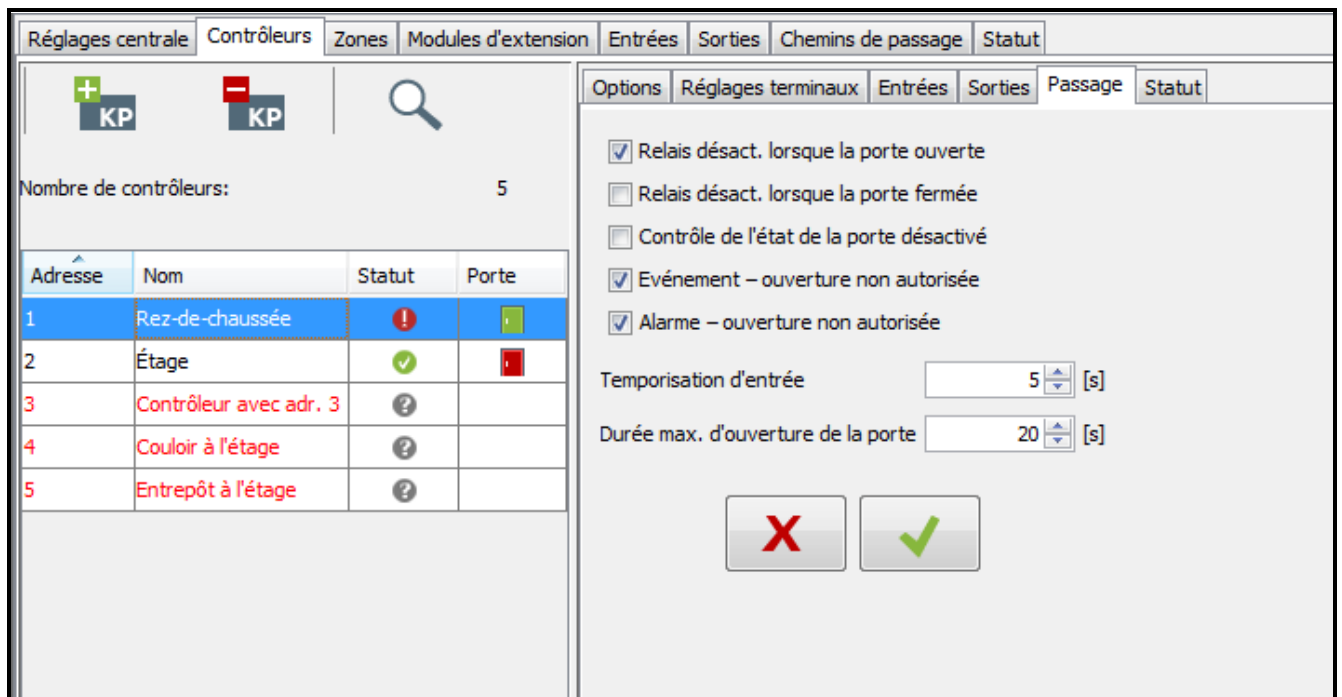 Réglages centrale Contrôleurs Zones Modules d'extension Entrées Sorties Chemins de passage Statut
KP KP
Nombre de contrôleurs: 5
Adresse Nom Statut Porte
1 Rez-de-chaussée
2 Étage
3 Contrôleur avec adr. 3
4 Couloir à l'étage
5 Entrepôt à l'étage
Options Réglages terminaux Entrées Sorties Passage Statut
Relais désact. lorsque la porte ouverte
Relais désact. lorsque la porte fermée
Contrôle de l'état de la porte désactivé
Evénement – ouverture non autorisée
Alarme – ouverture non autorisée
Temporisation d'entrée 5 [s]
Durée max. d'ouverture de la porte 20 [s]